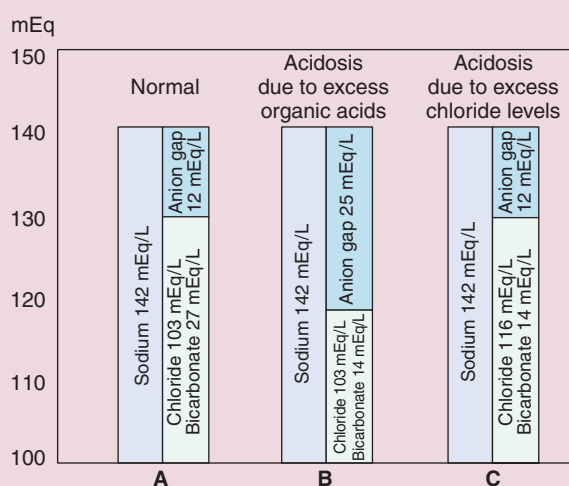 mEq
150
140
130
120
110
100
Normal
Sodium 142 mEq/L
Anion gap
12 mEq/L
Chloride 103 mEq/L
Bicarbonate 27 mEq/L
A
Acidosis
due to excess
organic acids
Sodium 142 mEq/L
Anion gap 25 mEq/L
Chloride 103 mEq/L
Bicarbonate 14 mEq/L
B
Acidosis
due to excess
chloride levels
Sodium 142 mEq/L
Anion gap
12 mEq/L
Chloride 116 mEq/L
Bicarbonate 14 mEq/L
C